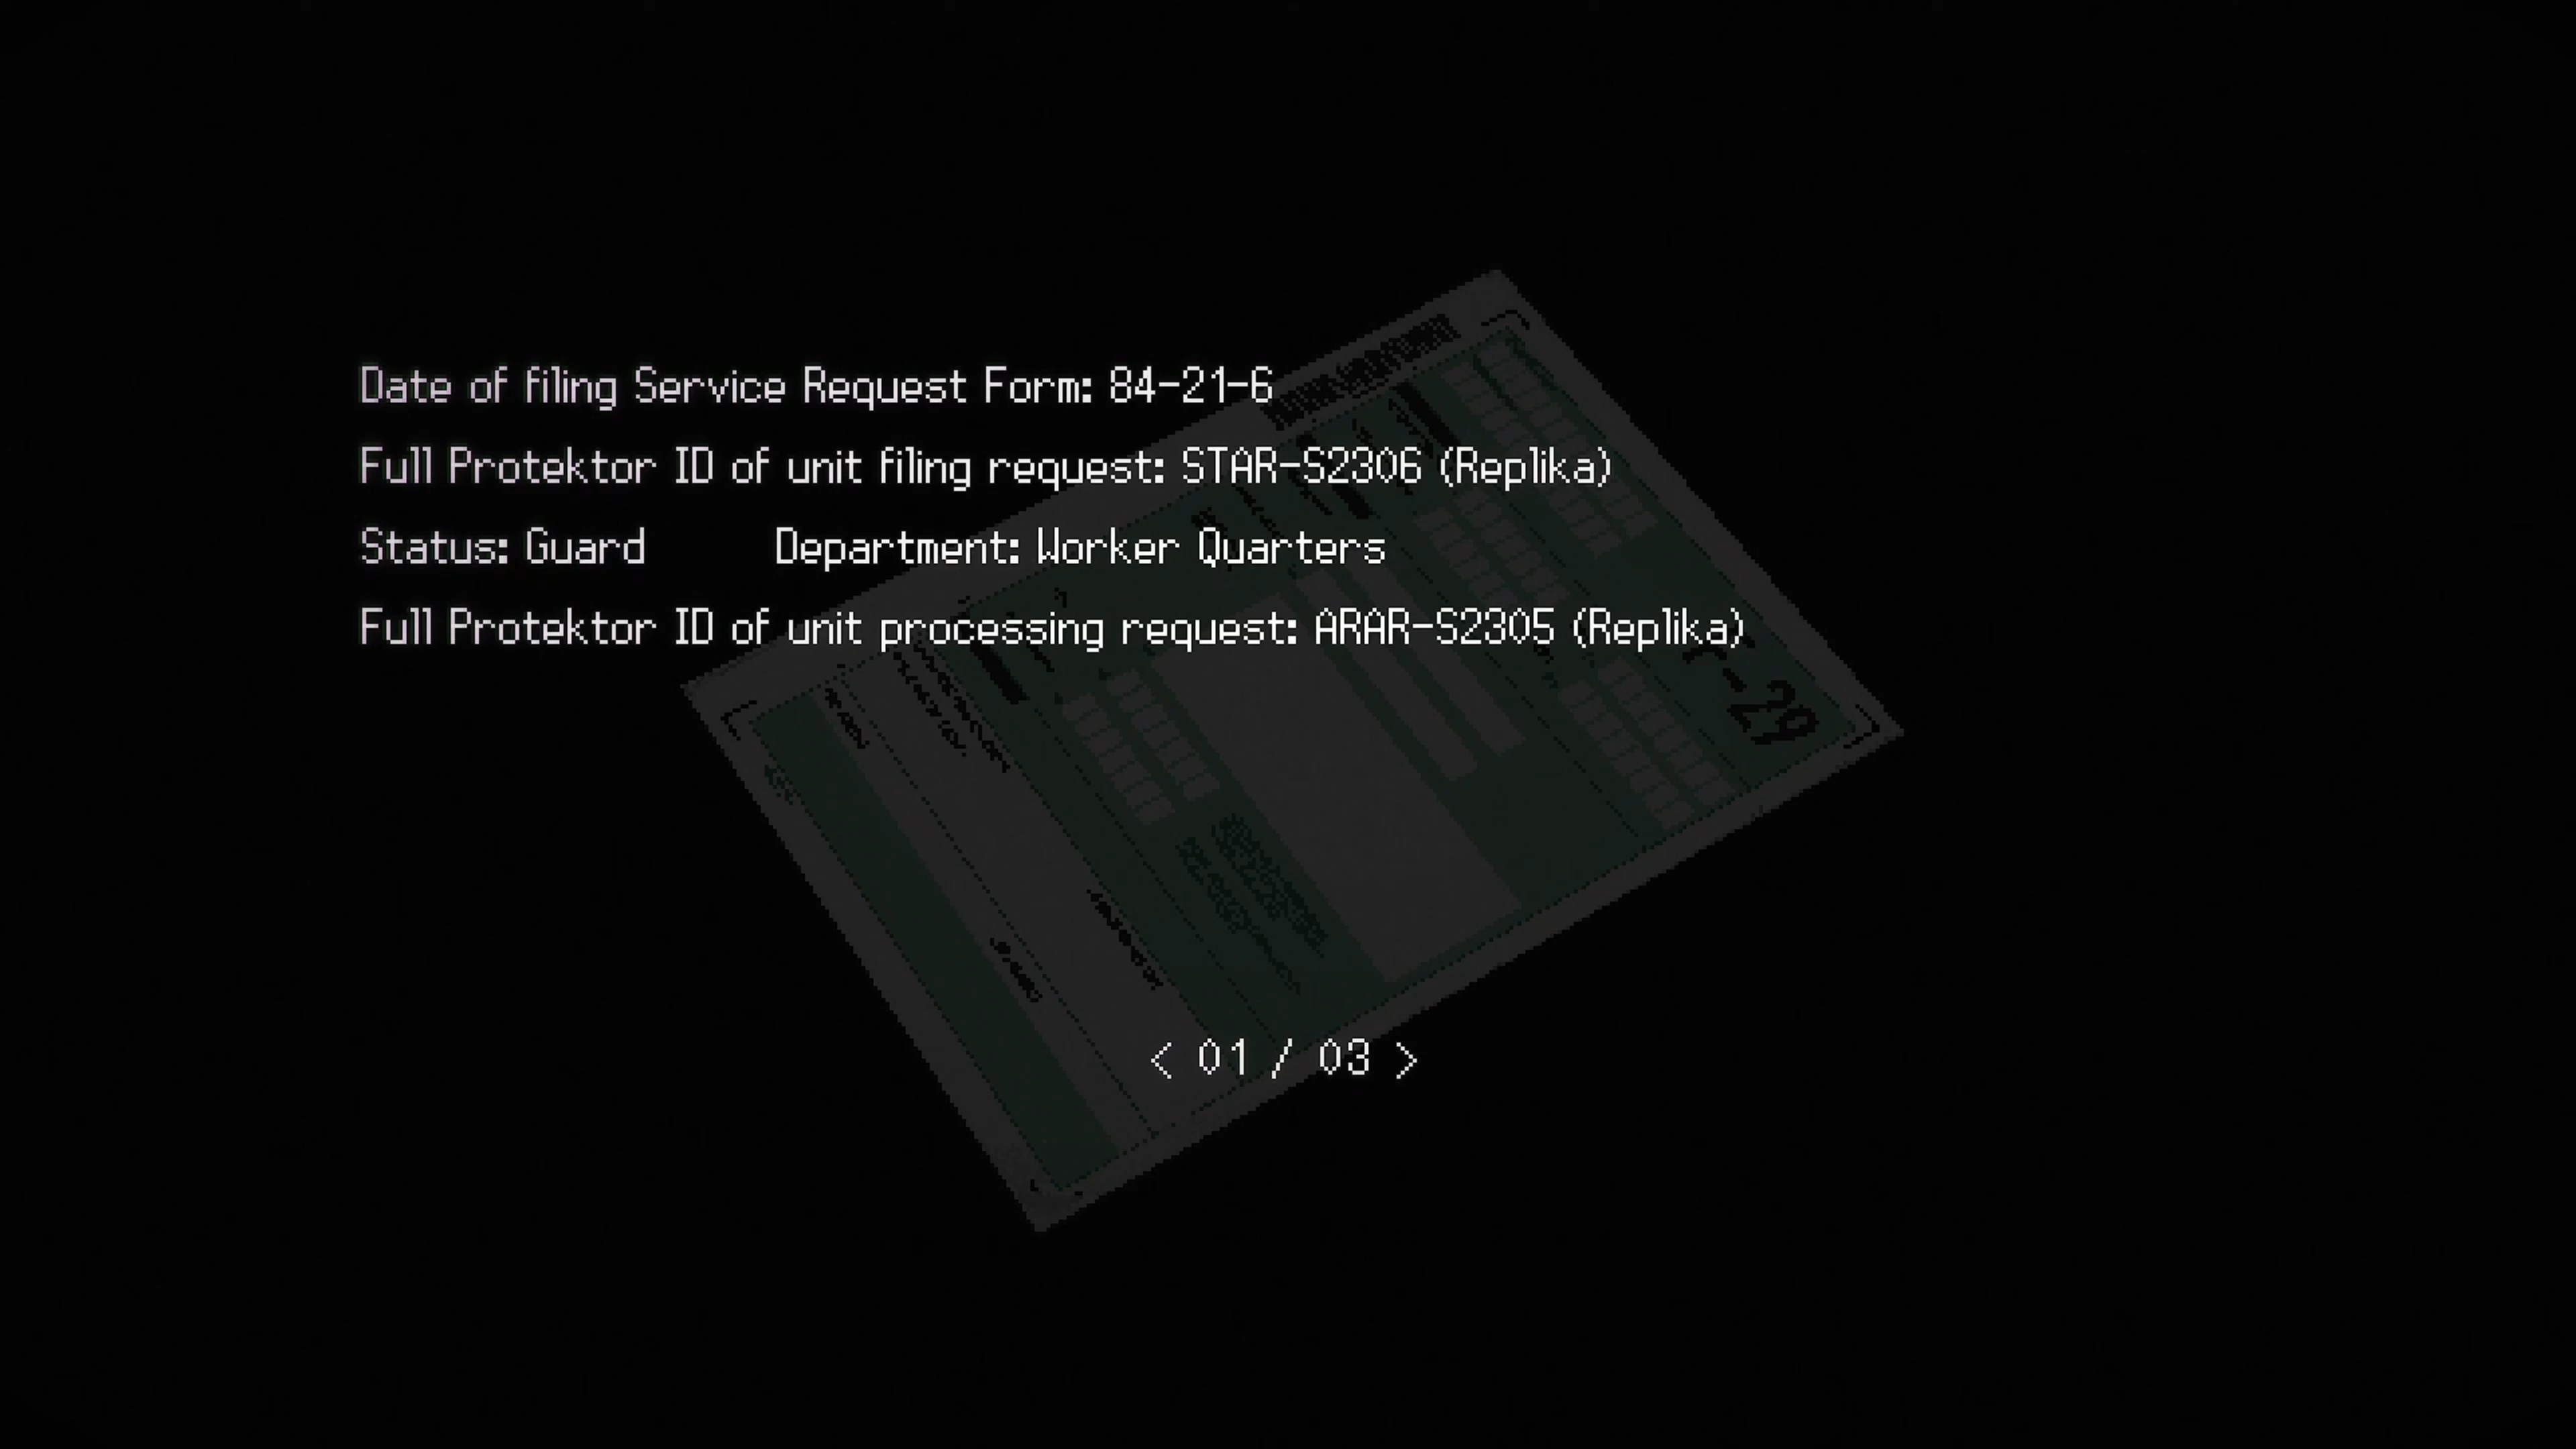 Date of filing Service Request Form: 84-21-6
Full Protektor ID of unit filing request: STAR-S2306 (Replika)
Status: Guard Department: Worker Quarters
Full Protektor ID of unit processing request: ARAR-S2305 (Replika)
-29
< 01 / 03 >